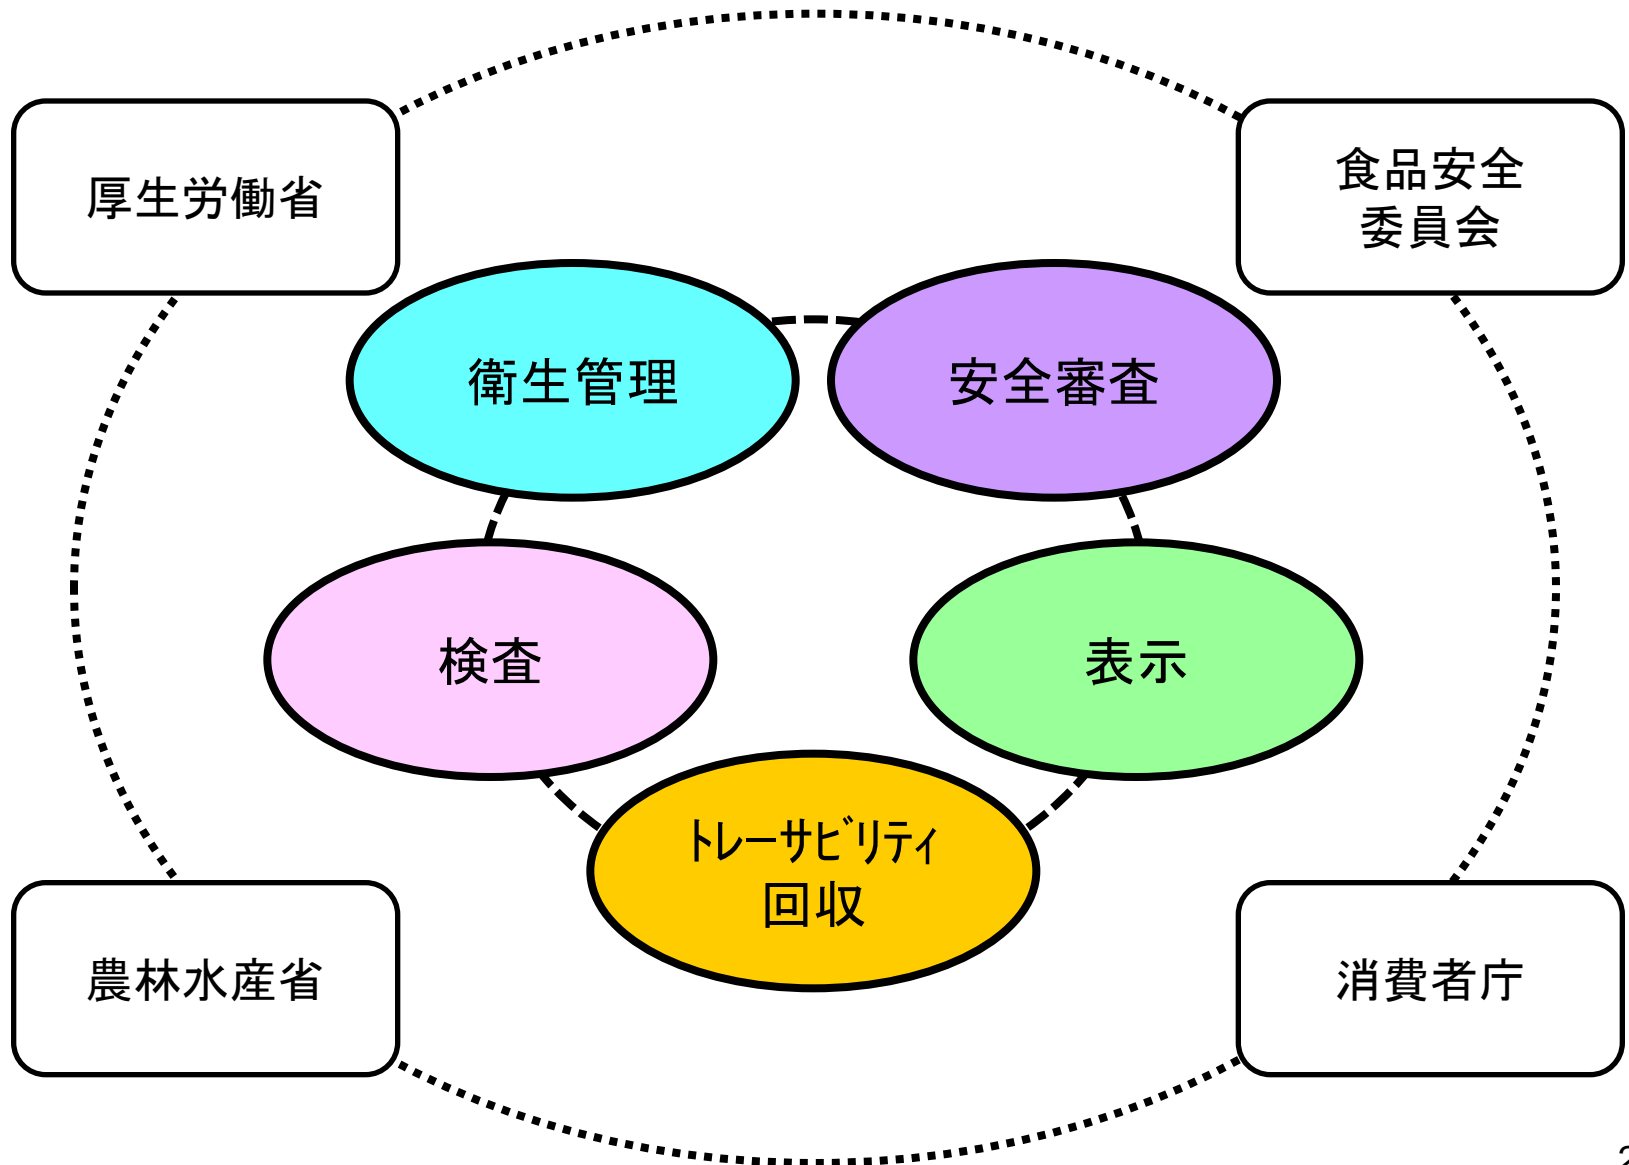 厚生労働省
食品安全
委員会
衛生管理
安全審査
検査
表示
ﾄﾚｰｻﾋﾞﾘﾃｨ
回収
農林水産省
消費者庁